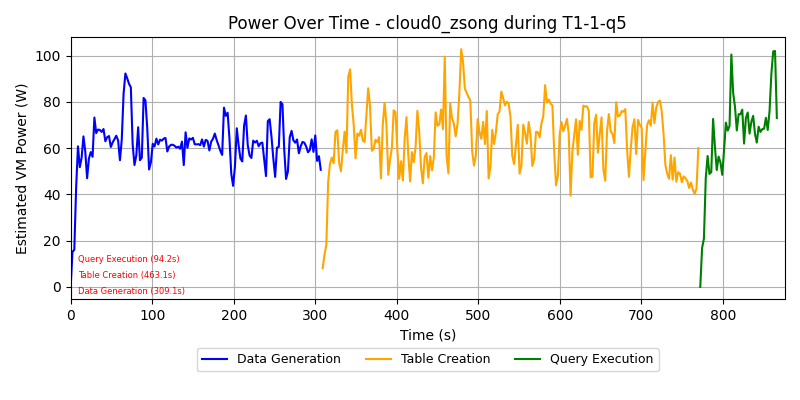 Power Over Time - cloud0_zsong during T1-1-q5
Estimated VM Power (W)
100
80
60
40
20
0
Query Execution (94.2s)
Table Creation (463.1s)
Data Generation (309.1s)
0 100 200 300 400 500 600 700 800
Time (s)
Data Generation Table Creation Query Execution